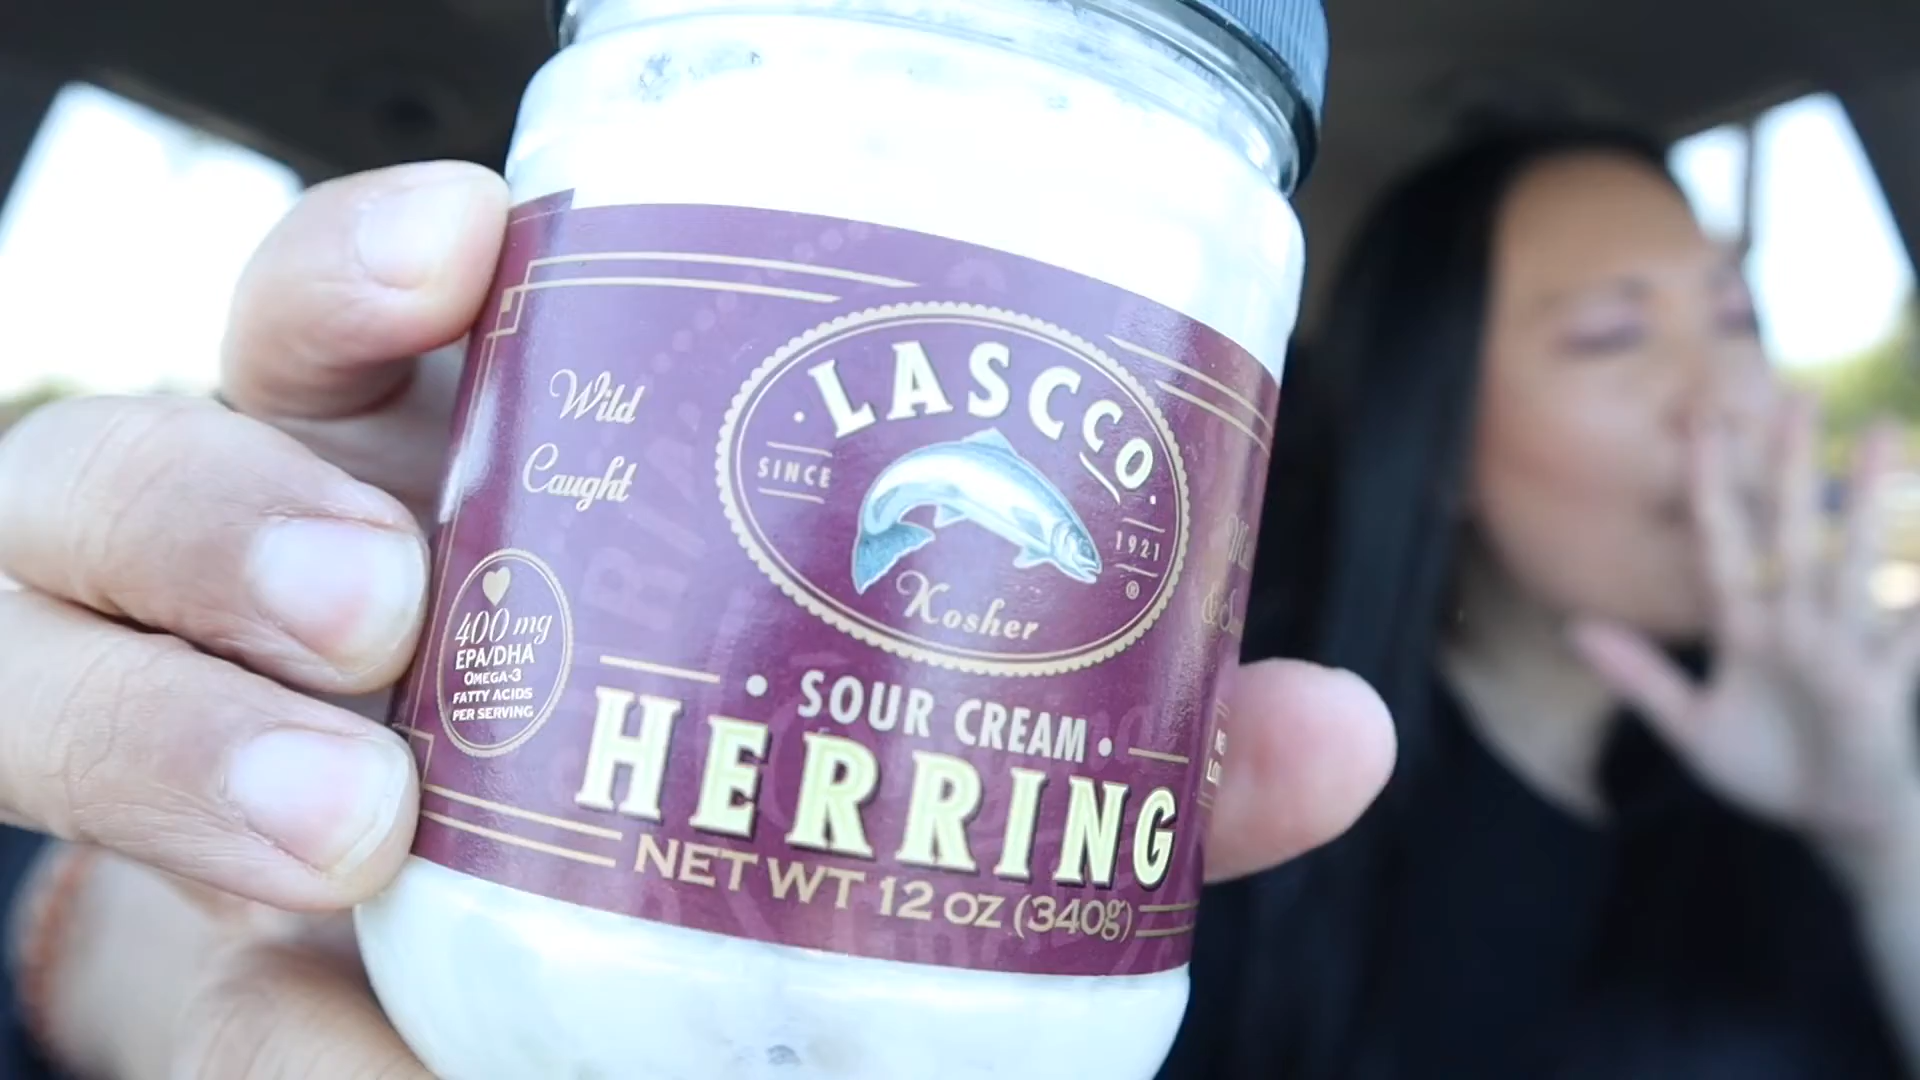 Wild
Caught
LASCCO
SINCE
1921
®
Kosher
400 mg
EPA/DHA
OMEGA-3
FATTY ACIDS
PER SERVING
• SOUR CREAM •
HERRING
NET WT 12 OZ (340g)